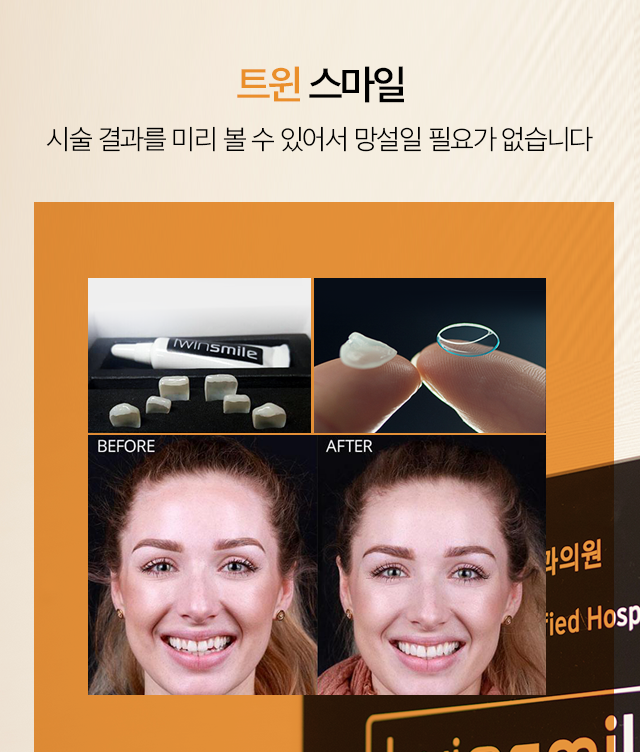 트윈 스마일
시술 결과를 미리 볼 수 있어서 망설일 필요가 없습니다
twinsmile
BEFORE
AFTER
과의원
fied Hosp